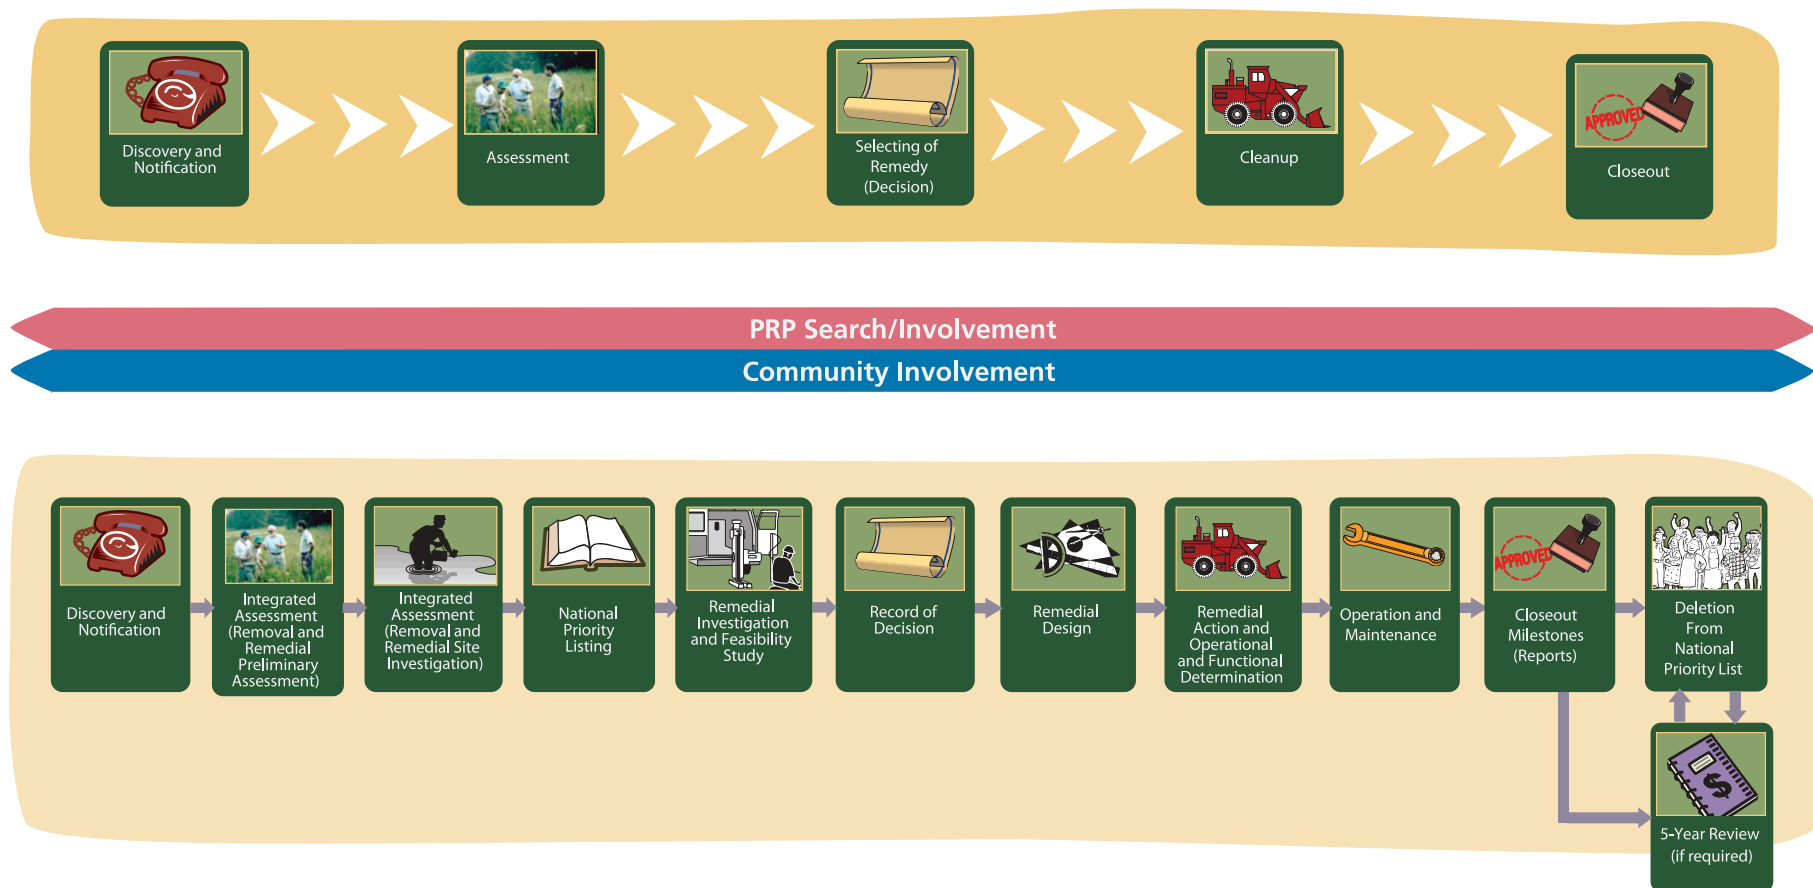 Discovery and
Notification
Assessment
Selecting of
Remedy
(Decision)
Cleanup
APPROVED
Closeout
PRP Search/Involvement
Community Involvement
Discovery and
Notification
Integrated
Assessment
(Removal and
Remedial
Preliminary
Assessment)
Integrated
Assessment
(Removal and
Remedial Site
Investigation)
National
Priority
Listing
Remedial
Investigation
and Feasibility
Study
Record of
Decision
Remedial
Design
Remedial
Action and
Operational
and Functional
Determination
Operation and
Maintenance
APPROVED
Closeout
Milestones
(Reports)
Deletion
From
National
Priority List
$
5-Year Review
(if required)